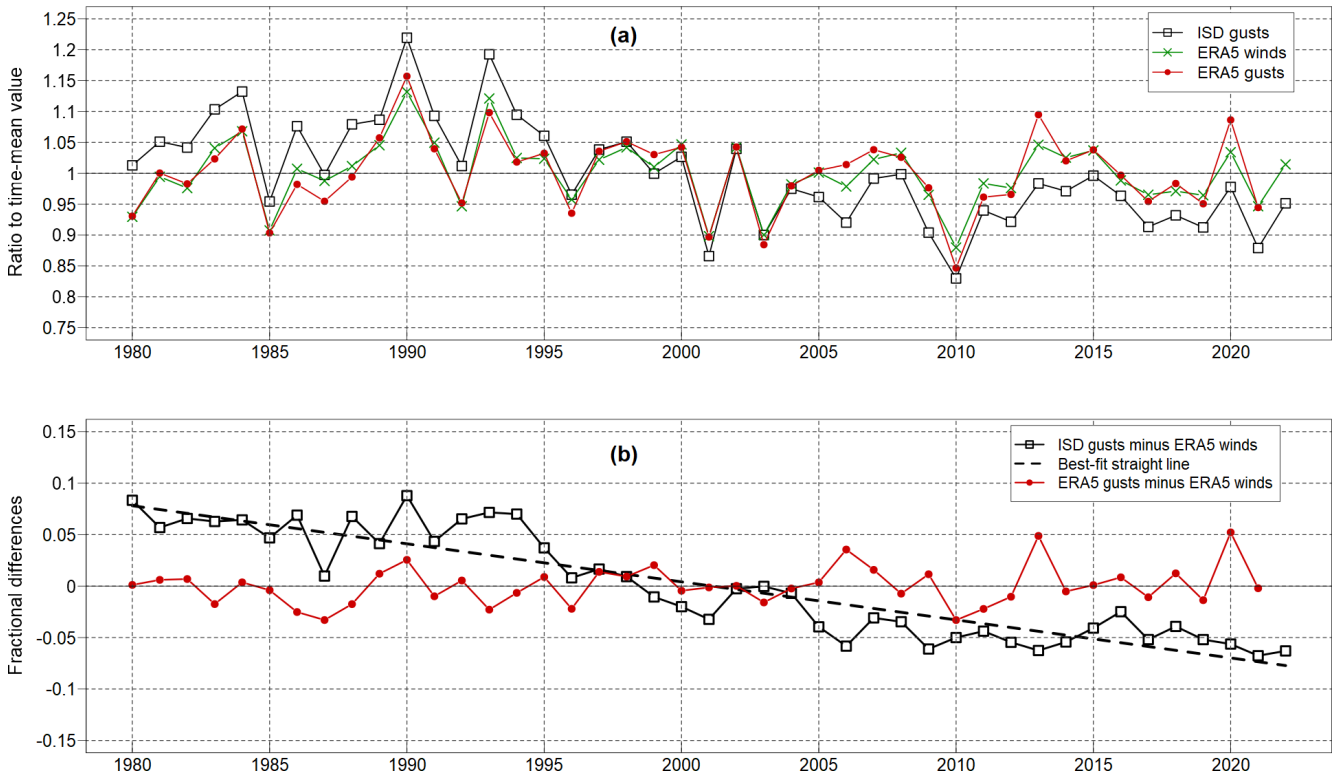 (a)
ISD gusts
ERA5 winds
ERA5 gusts
Ratio to time-mean value
1.25
1.2
1.15
1.1
1.05
1
0.95
0.9
0.85
0.8
0.75
1980 1985 1990 1995 2000 2005 2010 2015 2020
(b)
ISD gusts minus ERA5 winds
Best-fit straight line
ERA5 gusts minus ERA5 winds
Fractional differences
0.15
0.1
0.05
0
-0.05
-0.1
-0.15
1980 1985 1990 1995 2000 2005 2010 2015 2020